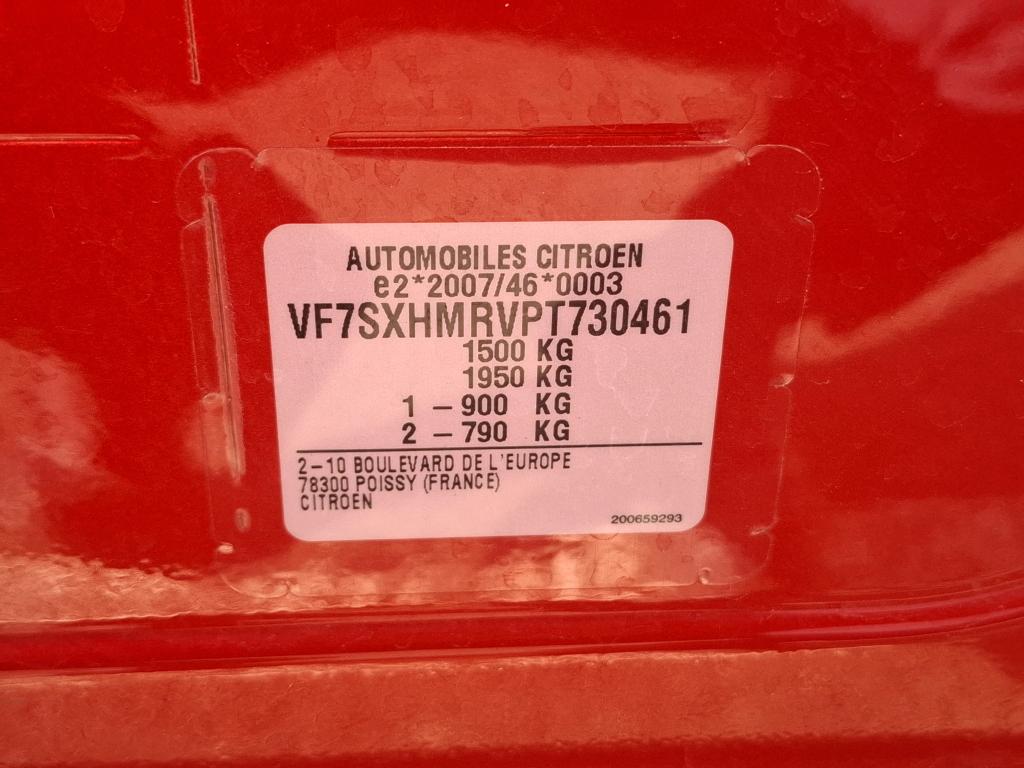 AUTOMOBILES CITROEN
e2*2007/46*0003
VF7SXHMRVPT730461
1500 KG
1950 KG
1 – 900 KG
2 – 790 KG
2–10 BOULEVARD DE L'EUROPE
78300 POISSY (FRANCE)
CITROEN
200659293